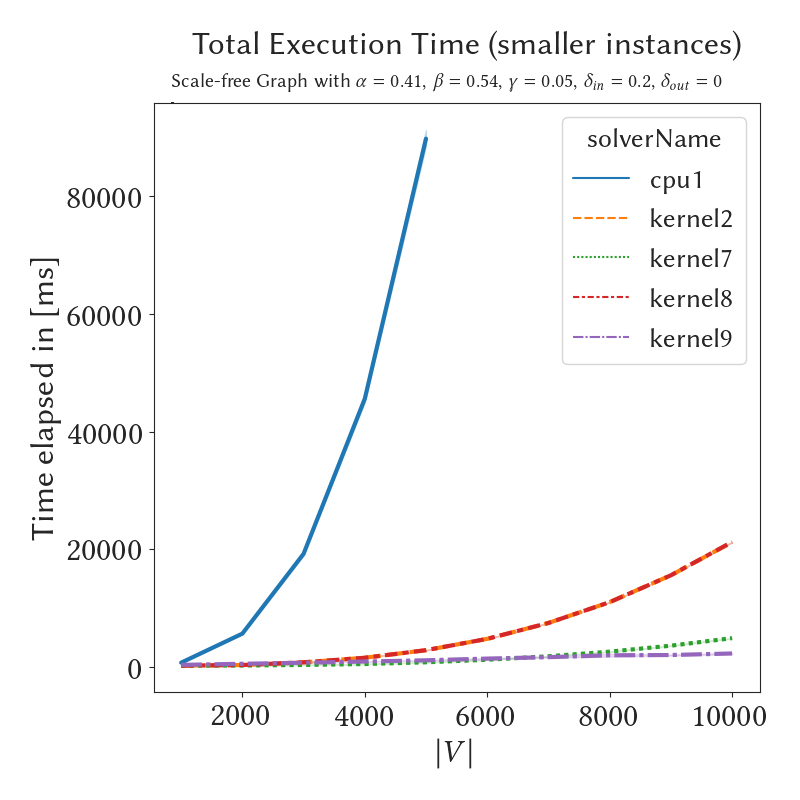 Total Execution Time (smaller instances)
Scale-free Graph with α = 0.41, β = 0.54, γ = 0.05, δin = 0.2, δout = 0
solverName
cpu1
kernel2
kernel7
kernel8
kernel9
Time elapsed in [ms]
80000
60000
40000
20000
0
2000 4000 6000 8000 10000
|V|